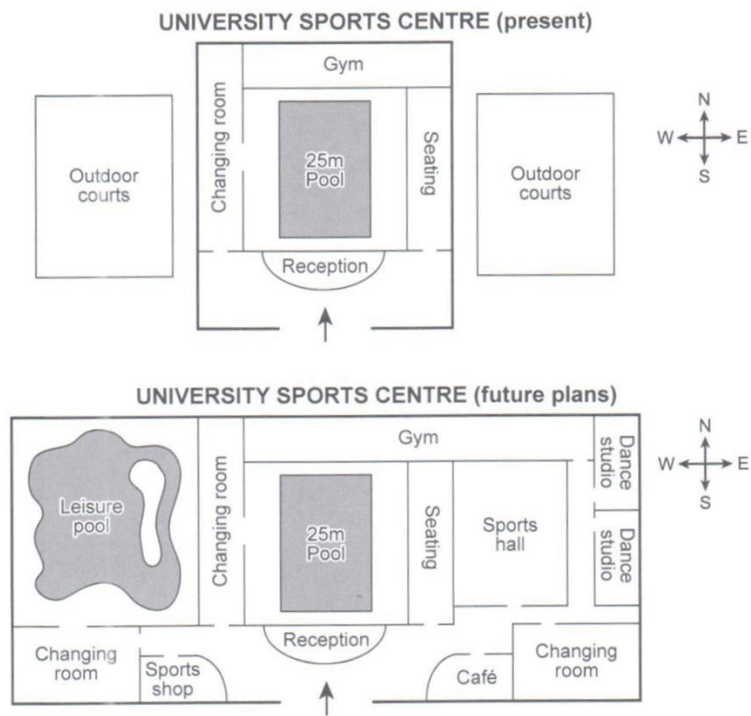 UNIVERSITY SPORTS CENTRE (present)
Gym
Changing room
25m
Pool
Seating
Outdoor
courts
Outdoor
courts
Reception
N
W E
S
UNIVERSITY SPORTS CENTRE (future plans)
Gym
Leisure
pool
Changing room
25m
Pool
Seating
Sports
hall
Dance
studio
Dance
studio
N
W E
S
Changing
room
Sports
shop
Reception
Café
Changing
room